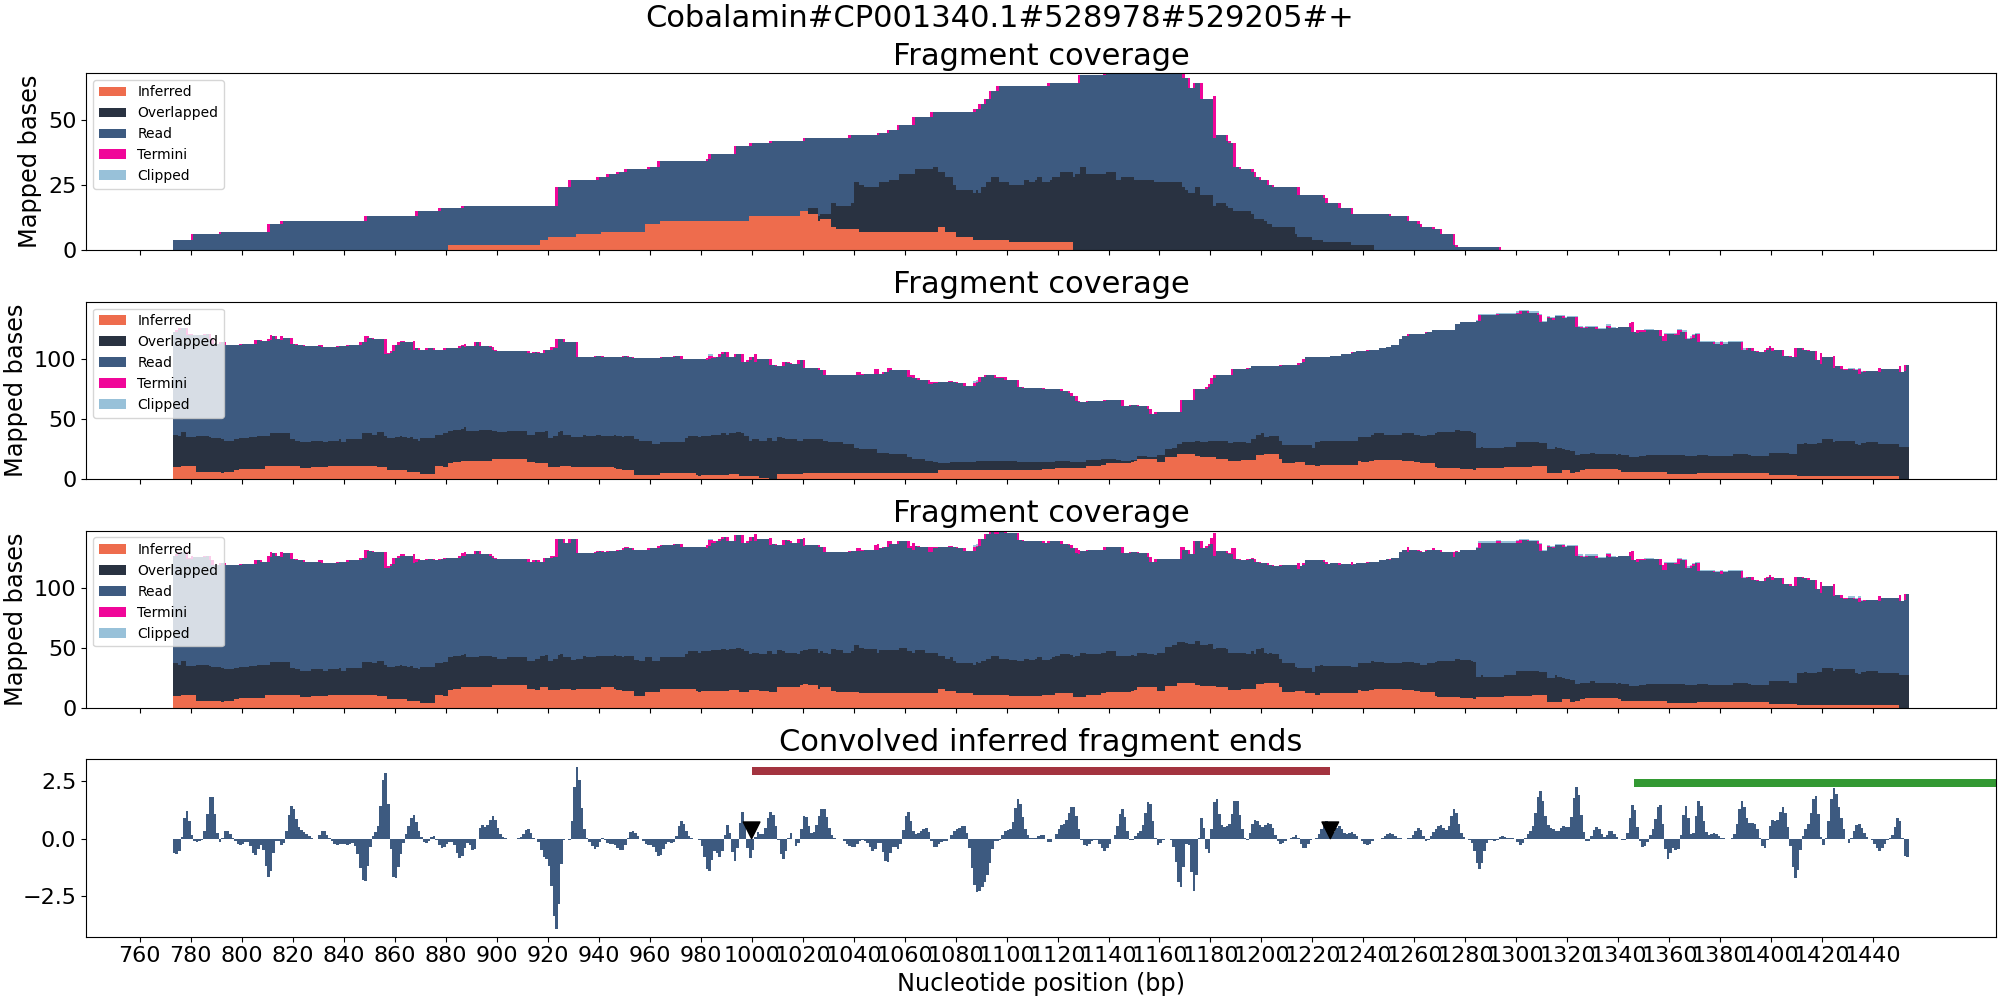 Cobalamin#CP001340.1#528978#529205#+
Fragment coverage
Mapped bases
50
25
0
Inferred
Overlapped
Read
Termini
Clipped
Fragment coverage
Mapped bases
100
50
0
Inferred
Overlapped
Read
Termini
Clipped
Fragment coverage
Mapped bases
100
50
0
Inferred
Overlapped
Read
Termini
Clipped
Convolved inferred fragment ends
2.5
0.0
−2.5
760 780 800 820 840 860 880 900 920 940 960 980 1000 1020 1040 1060 1080 1100 1120 1140 1160 1180 1200 1220 1240 1260 1280 1300 1320 1340 1360 1380 1400 1420 1440
Nucleotide position (bp)